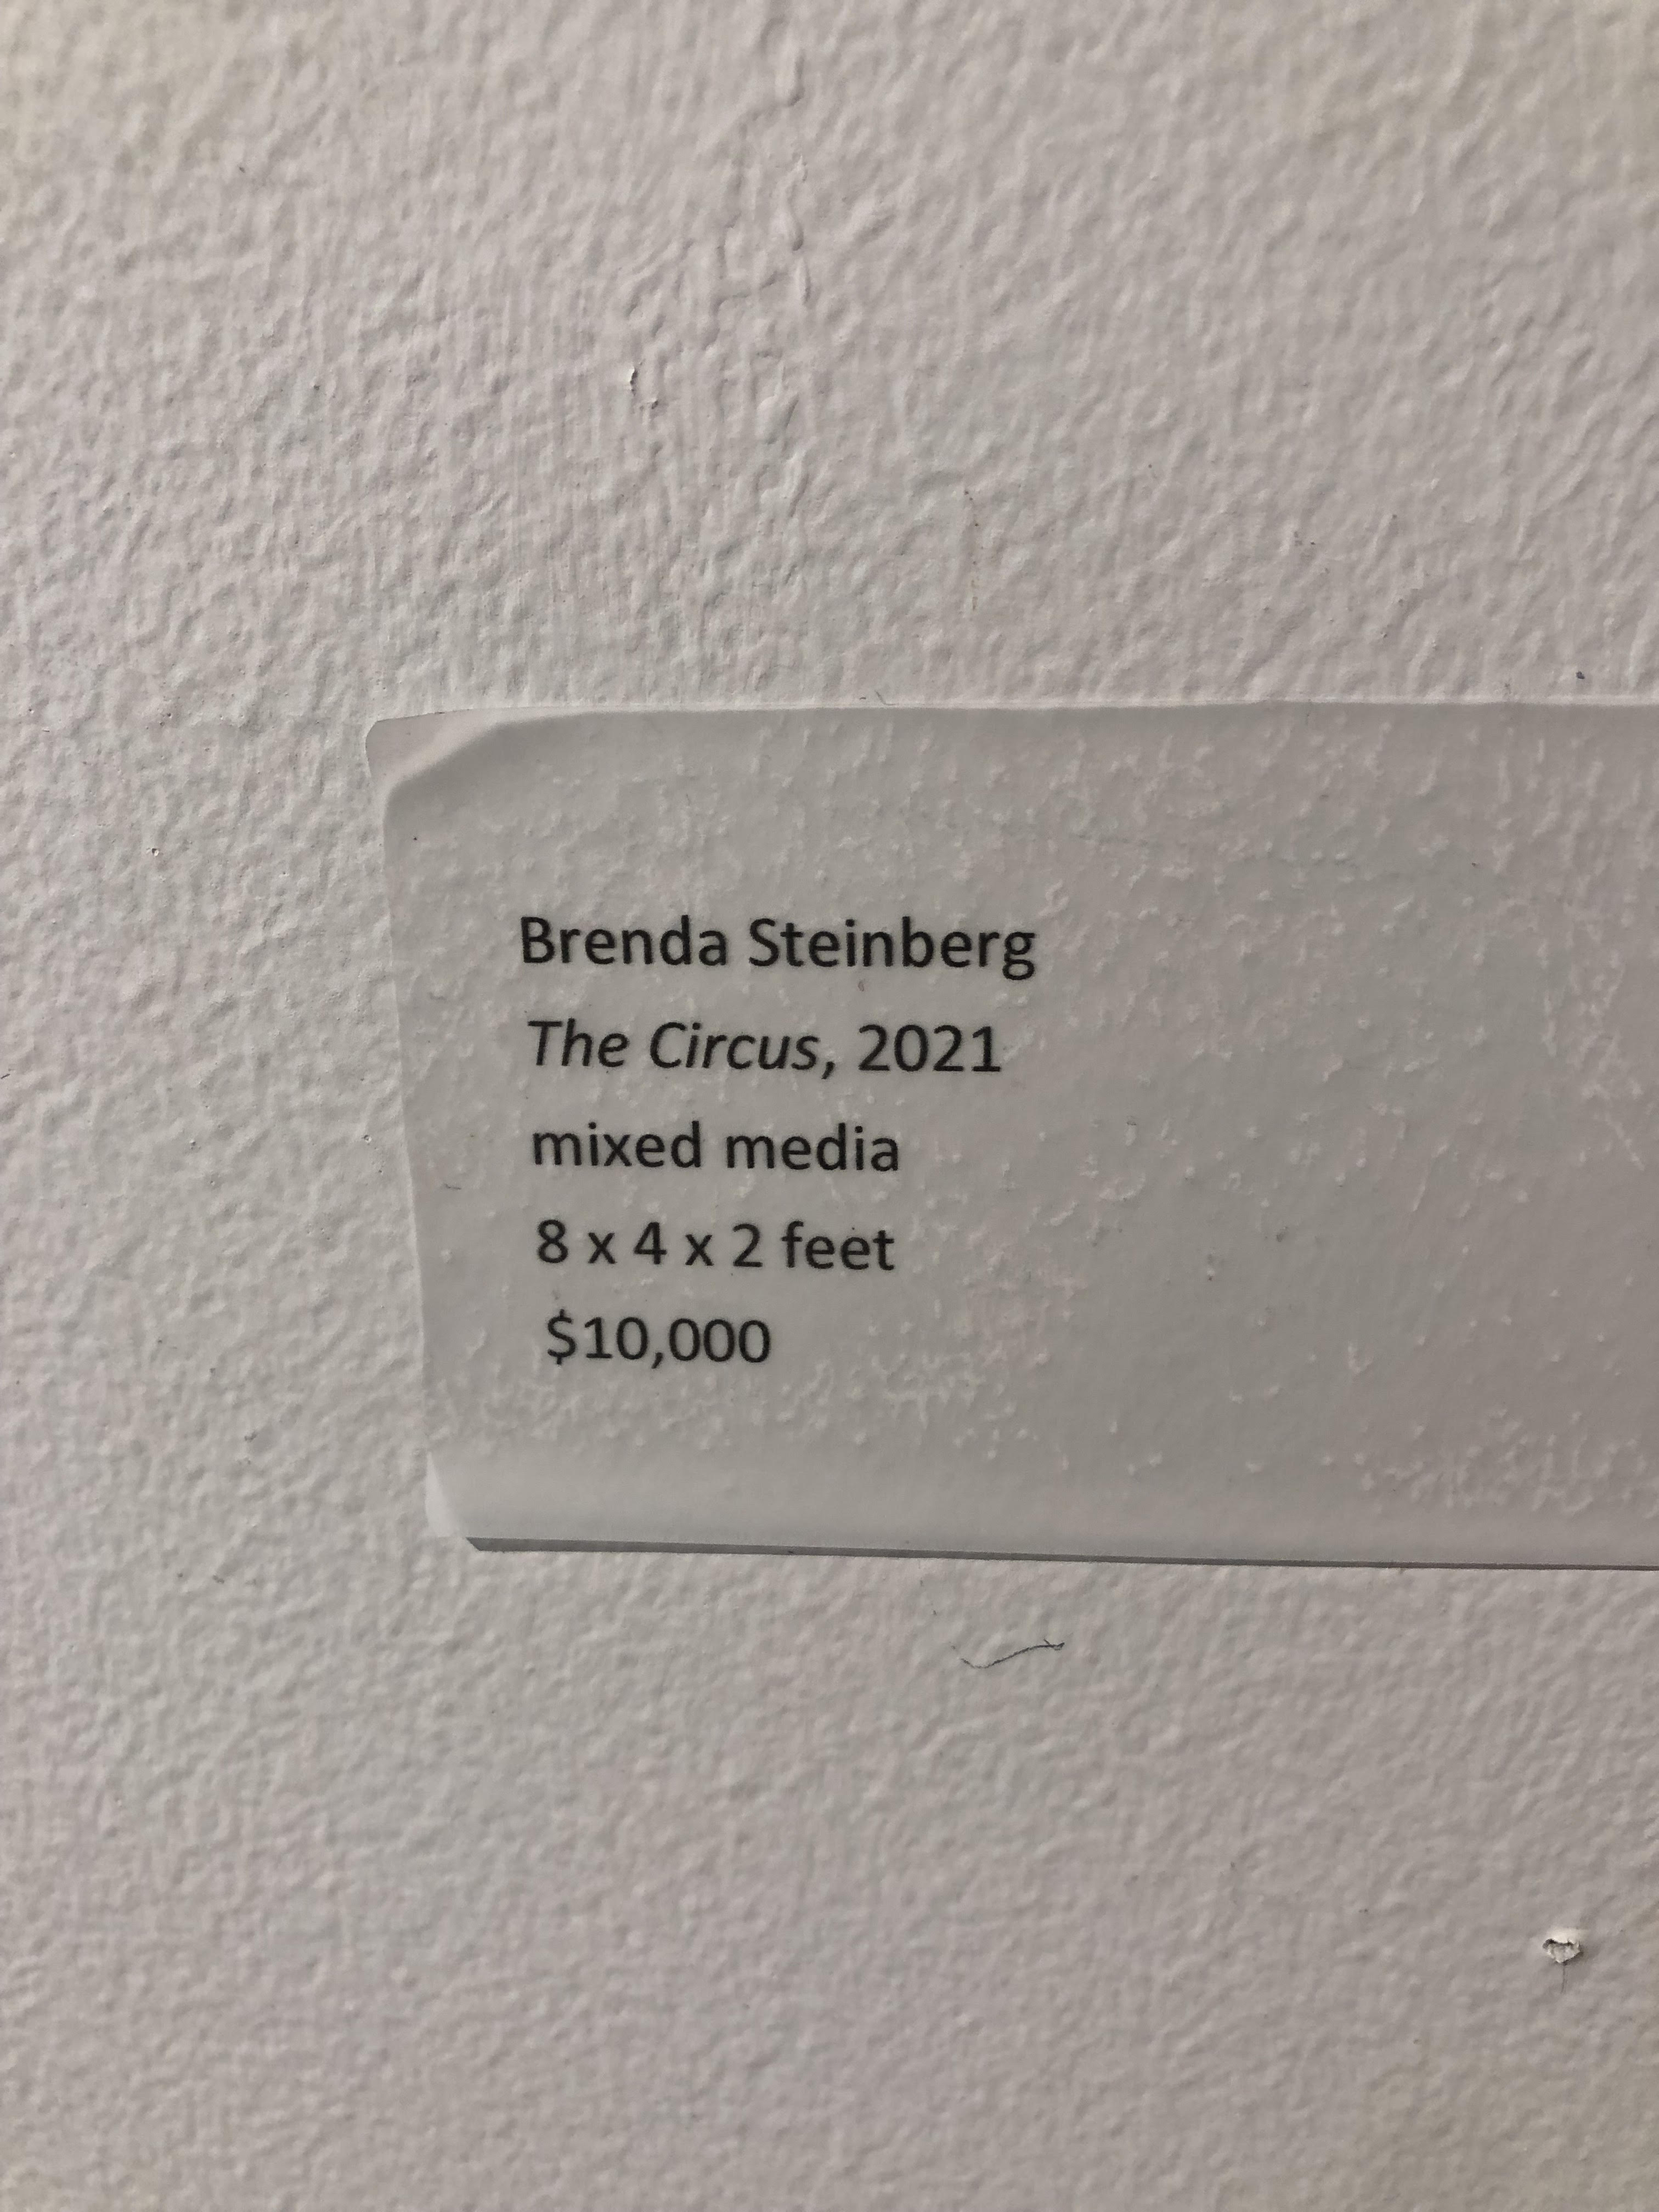 Brenda Steinberg
The Circus, 2021
mixed media
8 x 4 x 2 feet
$10,000